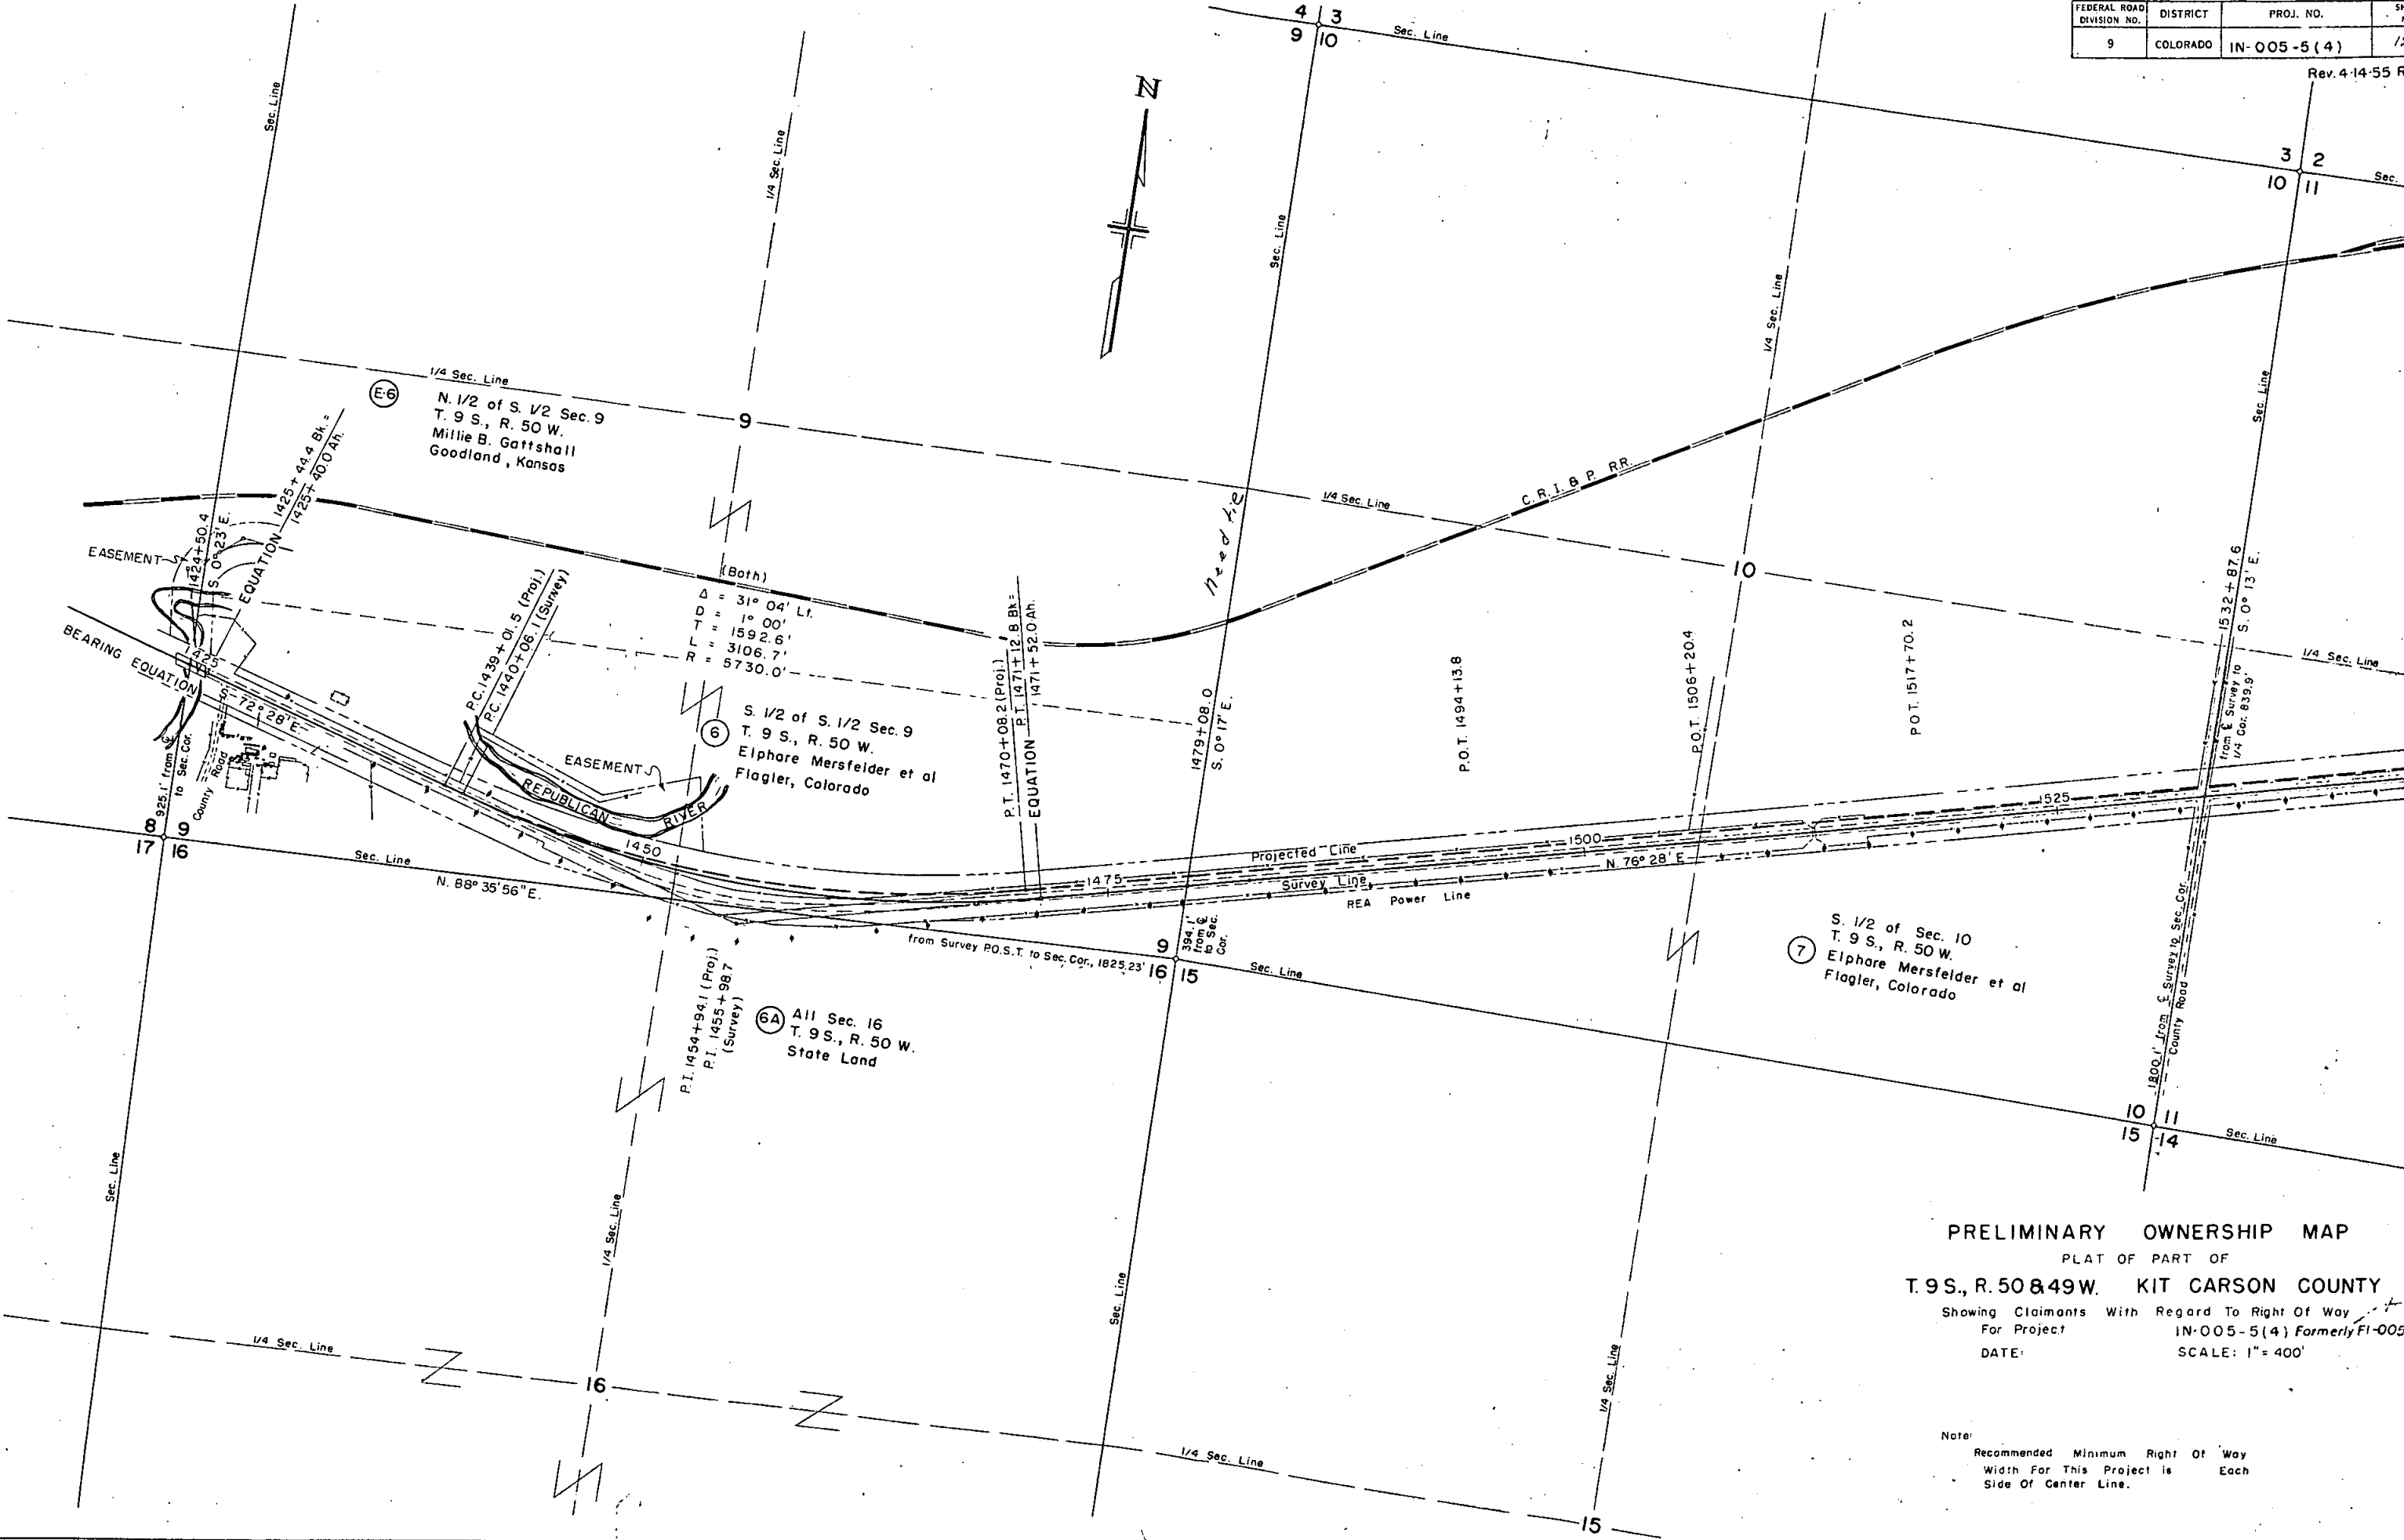 FEDERAL ROAD DIVISION NO.
DISTRICT
PROJ. NO.
9
COLORADO
IN-005-5(4)
Rev. 4-14-55
4 3
9 10
Sec. Line
Sec. Line
1/4 Sec. Line
N
Sec. Line
1/4 Sec. Line
3 2
10 11
Sec.
Sec. Line
1/4 Sec. Line
E-6
N. 1/2 of S. 1/2 Sec. 9
T. 9 S., R. 50 W.
Millie B. Gattshall
Goodland, Kansas
9
1/4 Sec. Line
C. R. I. & P. R.R.
need tie
10
1/4 Sec. Line
EASEMENT
1424+50.4
S. 0° 23' E.
EQUATION
1425+44.4 Bk.=
1425+40.0 Ah.
BEARING EQUATION
425
S. 72° 28' E.
P.C. 1439+01.5 (Proj.)
P.C. 1440+06.1 (Survey)
(Both)
Δ = 31° 04' Lt.
D = 1° 00'
T = 1592.6'
L = 3106.7'
R = 5730.0'
6
S. 1/2 of S. 1/2 Sec. 9
T. 9 S., R. 50 W.
Elphare Mersfelder et al
Flagler, Colorado
EASEMENT
REPUBLICAN RIVER
P.T. 1470+08.2 (Proj.)
EQUATION
P.T. 1471+12.8 Bk=
1471+52.0 Ah.
1479+08.0
S. 0° 17' E.
P.O.T. 1494+13.8
P.O.T. 1506+20.4
P.O.T. 1517+70.2
1532+87.6
S. 0° 13' E.
from ℄ Survey to
1/4 Cor. 839.9'
925.1' from ℄
to Sec. Cor.
County Road
8 9
17 16
Sec. Line
N. 88° 35' 56" E.
1450
1475
Projected Line
Survey Line
REA Power Line
1500
N. 76° 28' E.
1525
from Survey P.O.S.T. to Sec. Cor., 1825.23'
394.1'
from ℄
to Sec.
Cor.
9
16 15
Sec. Line
P.I. 1454+94.1 (Proj.)
P.I. 1455+98.7
(Survey)
6A
All Sec. 16
T. 9 S., R. 50 W.
State Land
7
S. 1/2 of Sec. 10
T. 9 S., R. 50 W.
Elphare Mersfelder et al
Flagler, Colorado
1800.1' from ℄ Survey to Sec. Cor.
County Road
10 11
15 14
Sec. Line
Sec. Line
1/4 Sec. Line
Sec. Line
1/4 Sec. Line
1/4 Sec. Line
16
1/4 Sec. Line
15
PRELIMINARY OWNERSHIP MAP
PLAT OF PART OF
T. 9 S., R. 50 & 49 W. KIT CARSON COUNTY
Showing Claimants With Regard To Right Of Way
For Project IN-005-5(4) Formerly FI-005
DATE: SCALE: 1" = 400'
Note:
Recommended Minimum Right Of Way
Width For This Project is Each
Side Of Center Line.